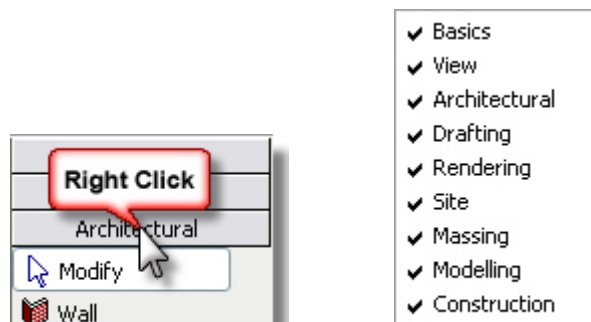 Right Click
Architectural
Modify
Wall
Basics
View
Architectural
Drafting
Rendering
Site
Massing
Modelling
Construction